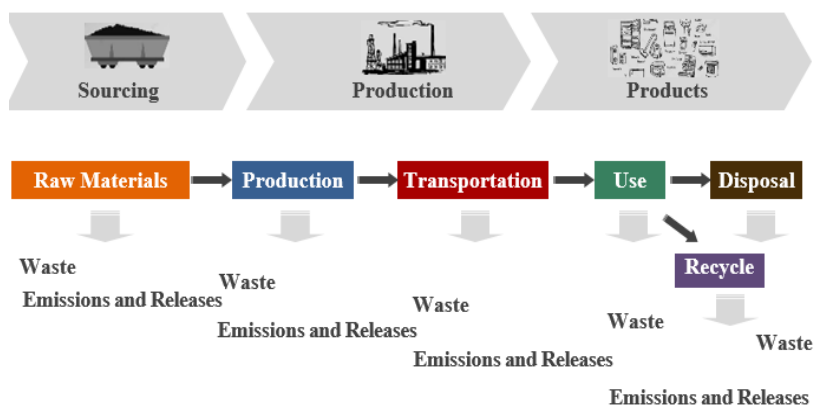 Sourcing
Production
Products
Raw Materials
Production
Transportation
Use
Disposal
Recycle
Waste
Emissions and Releases
Waste
Emissions and Releases
Waste
Emissions and Releases
Waste
Waste
Emissions and Releases